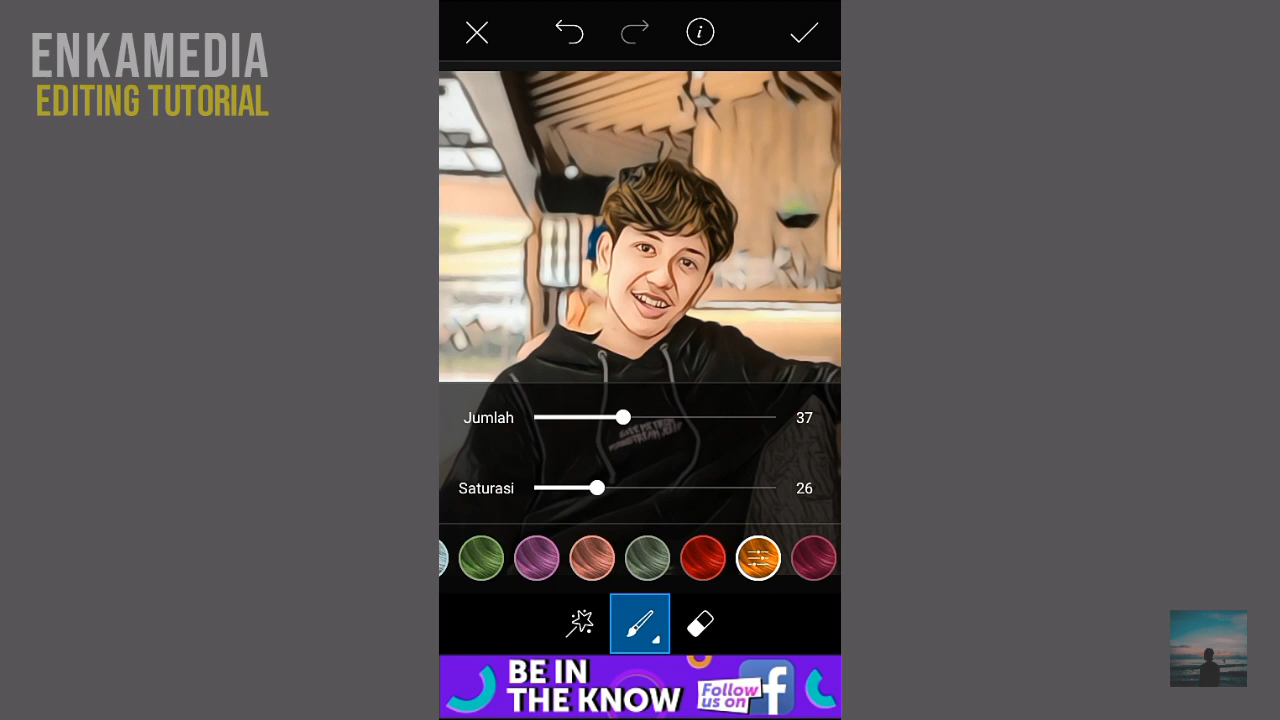 ENKAMEDIA
EDITING TUTORIAL
Jumlah 37
Saturasi 26
BE IN
THE KNOW
Follow
us on